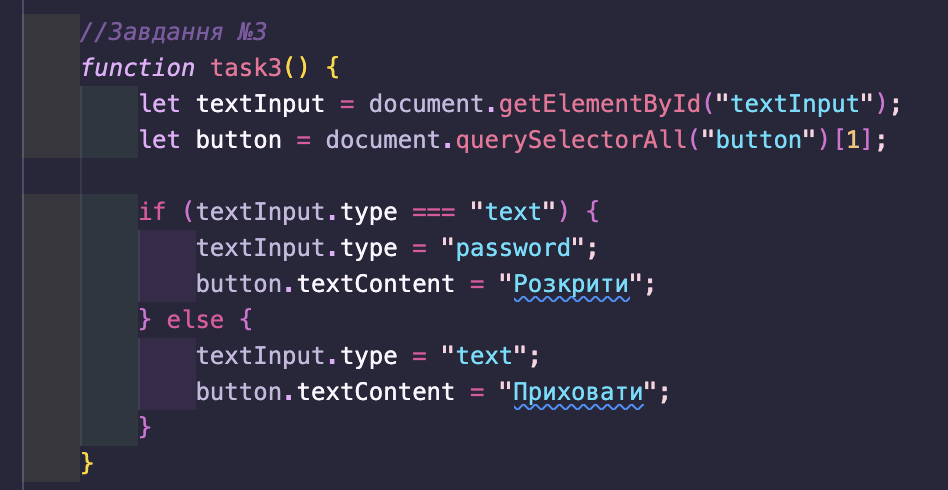 //Завдання №3
function task3() {
let textInput = document.getElementById("textInput");
let button = document.querySelectorAll("button")[1];
if (textInput.type === "text") {
textInput.type = "password";
button.textContent = "Розкрити";
} else {
textInput.type = "text";
button.textContent = "Приховати";
}
}